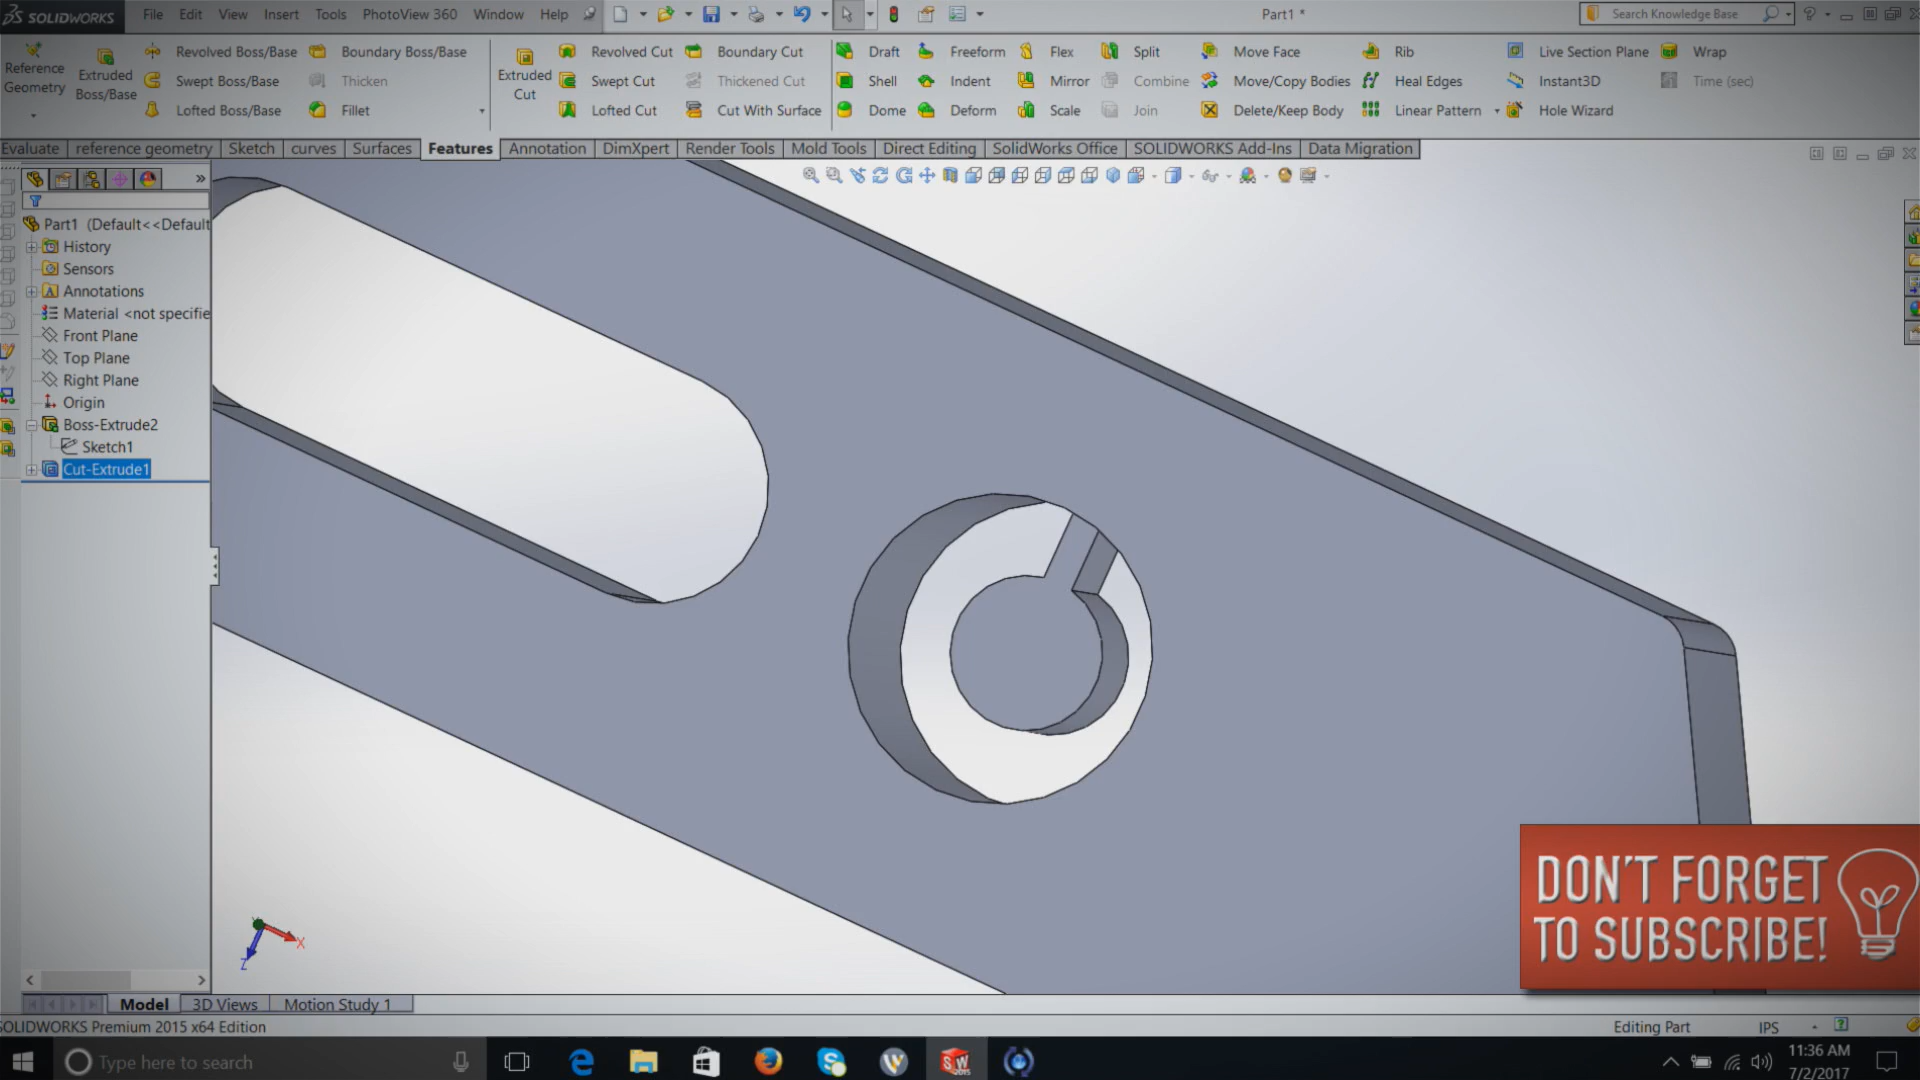 SOLIDWORKS File Edit View Insert Tools PhotoView 360 Window Help Part1 * Search Knowledge Base
Reference Geometry
Extruded Boss/Base
Revolved Boss/Base
Swept Boss/Base
Lofted Boss/Base
Boundary Boss/Base
Thicken
Fillet
Extruded Cut
Revolved Cut
Swept Cut
Lofted Cut
Boundary Cut
Thickened Cut
Cut With Surface
Draft
Shell
Dome
Freeform
Indent
Deform
Flex
Mirror
Scale
Split
Combine
Join
Move Face
Move/Copy Bodies
Delete/Keep Body
Rib
Heal Edges
Linear Pattern
Live Section Plane
Instant3D
Hole Wizard
Wrap
Time (sec)
Evaluate reference geometry Sketch curves Surfaces Features Annotation DimXpert Render Tools Mold Tools Direct Editing SolidWorks Office SOLIDWORKS Add-Ins Data Migration
Part1 (Default<<Default
History
Sensors
Annotations
Material <not specifie
Front Plane
Top Plane
Right Plane
Origin
Boss-Extrude2
Sketch1
Cut-Extrude1
X
Z
DON'T FORGET
TO SUBSCRIBE!
Model 3D Views Motion Study 1
SOLIDWORKS Premium 2015 x64 Edition Editing Part IPS
Type here to search
11:36 AM
7/2/2017